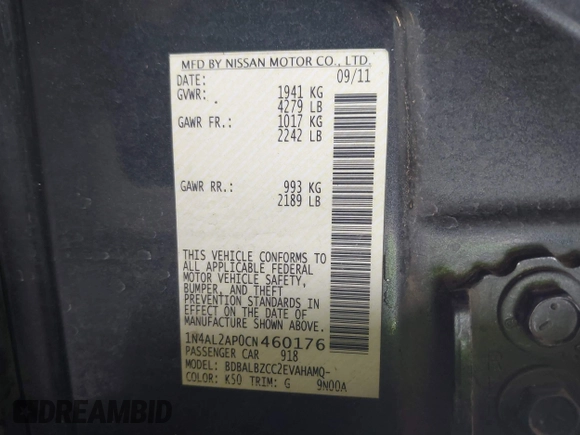 MFD BY NISSAN MOTOR CO., LTD.
DATE: 09/11
GVWR: 1941 KG
4279 LB
GAWR FR.: 1017 KG
2242 LB
GAWR RR.: 993 KG
2189 LB
THIS VEHICLE CONFORMS TO
ALL APPLICABLE FEDERAL
MOTOR VEHICLE SAFETY,
BUMPER, AND THEFT
PREVENTION STANDARDS IN
EFFECT ON THE DATE OF
MANUFACTURE SHOWN ABOVE.
1N4AL2AP0CN460176
PASSENGER CAR 918
MODEL: BDBALBZCC2EVAHAMQ-
COLOR: K50 TRIM: G 9N00A
DREAMBID